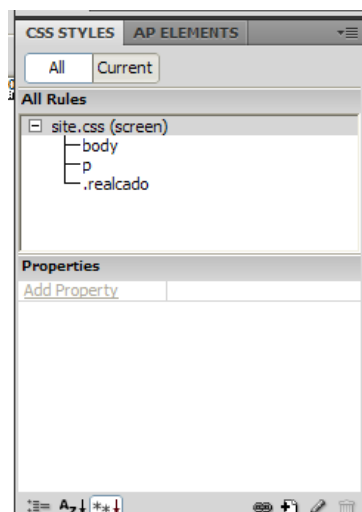 CSS STYLES AP ELEMENTS
All Current
All Rules
site.css (screen)
body
p
.realcado
Properties
Add Property